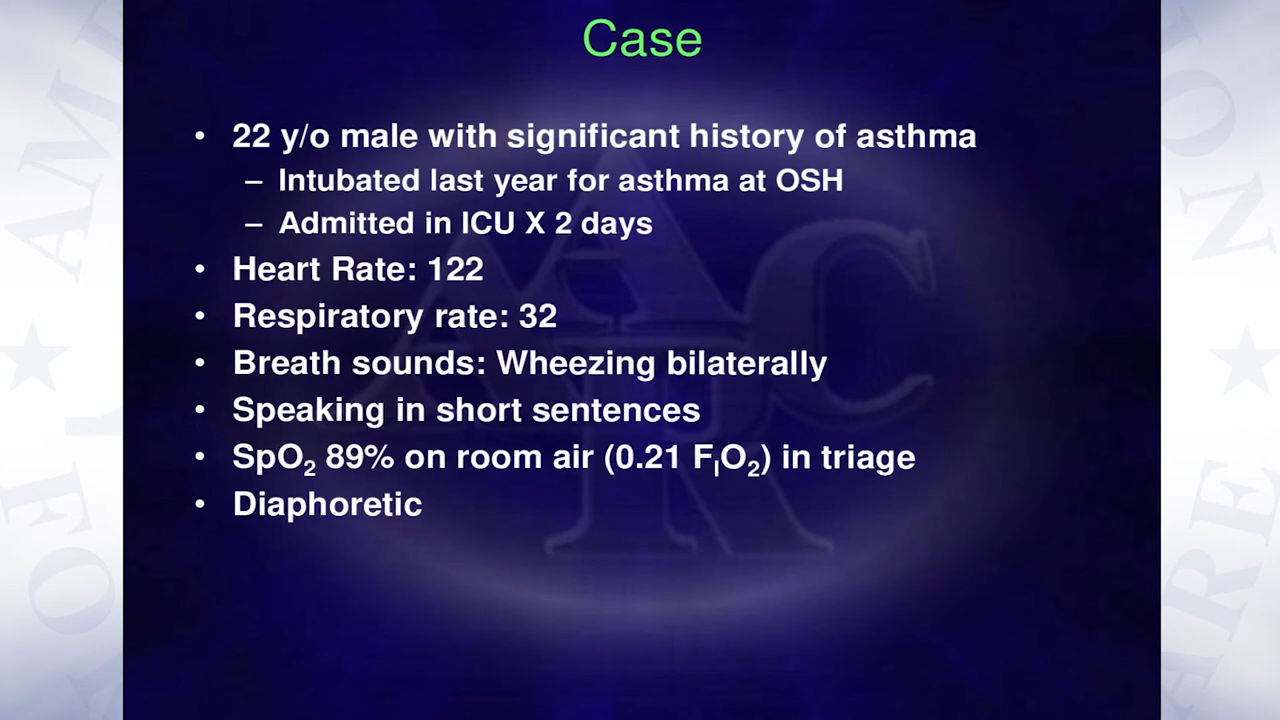 Case
• 22 y/o male with significant history of asthma
– Intubated last year for asthma at OSH
– Admitted in ICU X 2 days
• Heart Rate: 122
• Respiratory rate: 32
• Breath sounds: Wheezing bilaterally
• Speaking in short sentences
• SpO₂ 89% on room air (0.21 FIO₂) in triage
• Diaphoretic